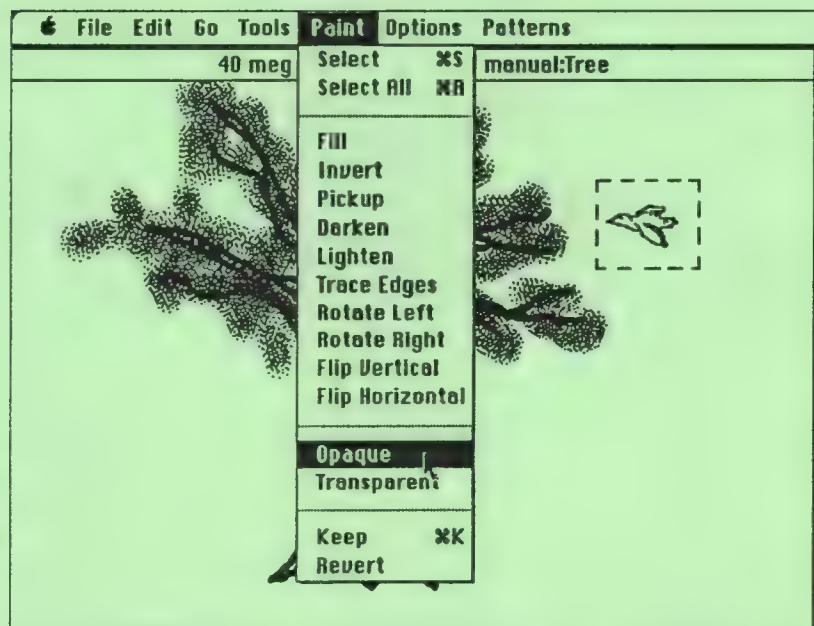 File Edit Go Tools Paint Options Patterns
40 meg manual:Tree
Select ⌘S
Select All ⌘A
Fill
Invert
Pickup
Darken
Lighten
Trace Edges
Rotate Left
Rotate Right
Flip Vertical
Flip Horizontal
Opaque
Transparent
Keep ⌘K
Revert